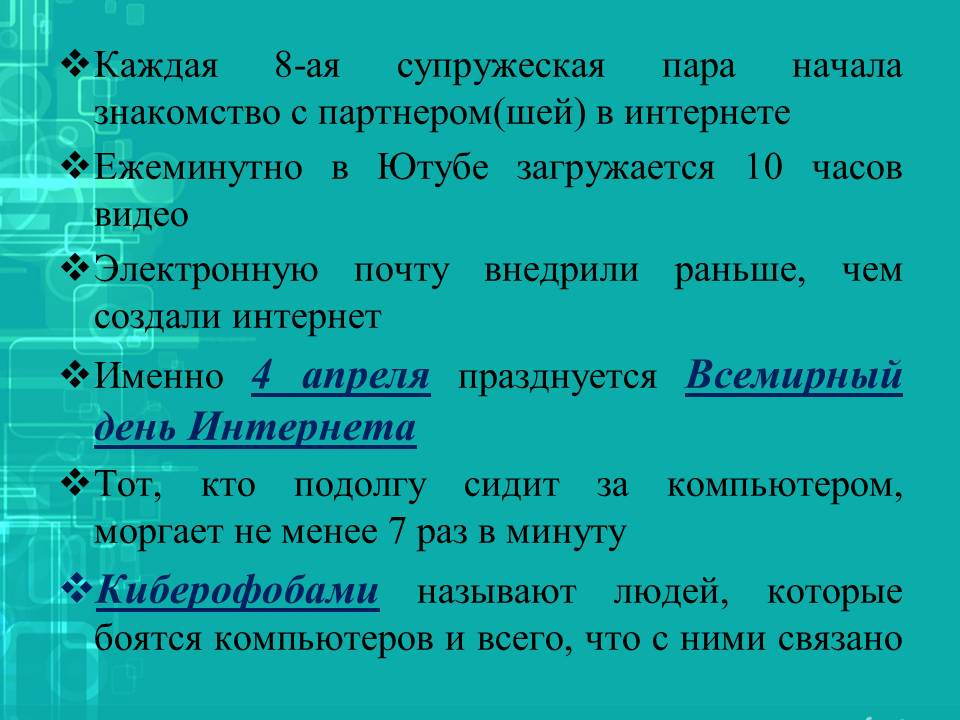 ❖Каждая 8-ая супружеская пара начала
знакомство с партнером(шей) в интернете
❖Ежеминутно в Ютубе загружается 10 часов
видео
❖Электронную почту внедрили раньше, чем
создали интернет
❖Именно 4 апреля празднуется Всемирный
день Интернета
❖Тот, кто подолгу сидит за компьютером,
моргает не менее 7 раз в минуту
❖Киберофобами называют людей, которые
боятся компьютеров и всего, что с ними связано